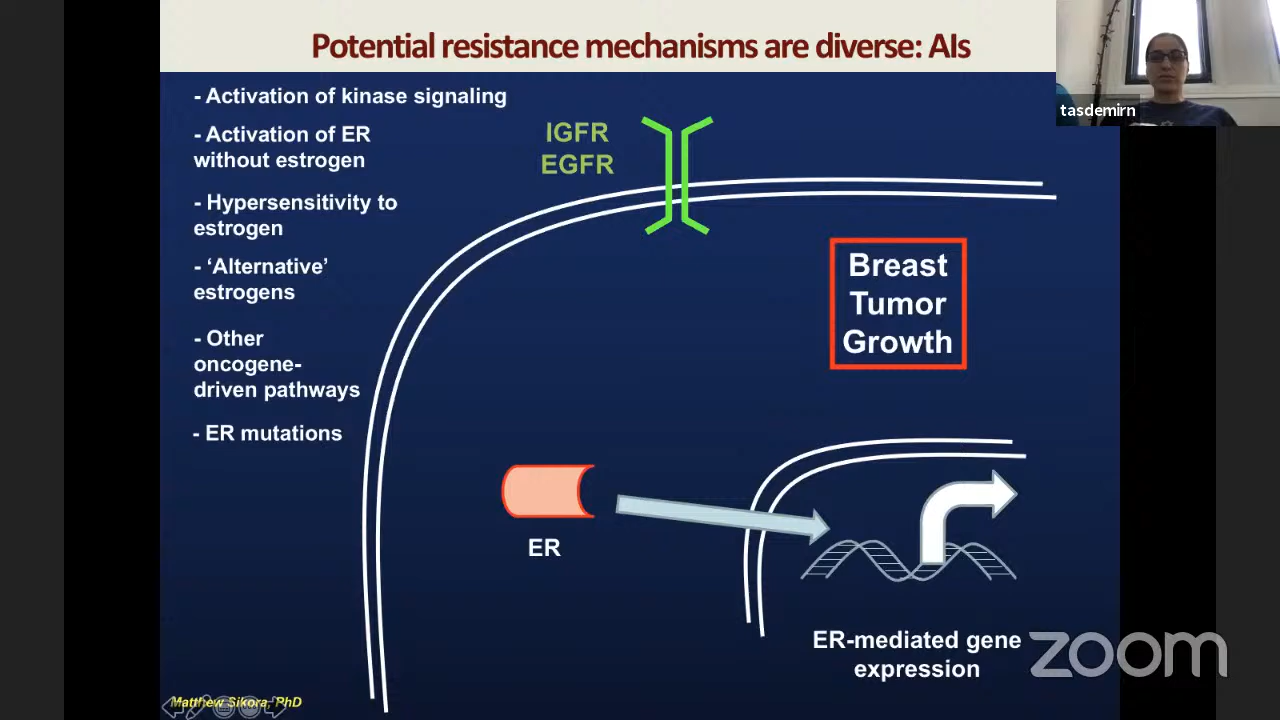 Potential resistance mechanisms are diverse: AIs
tasdemirn
- Activation of kinase signaling
- Activation of ER
without estrogen
- Hypersensitivity to
estrogen
- ‘Alternative’
estrogens
- Other
oncogene-
driven pathways
- ER mutations
IGFR
EGFR
Breast
Tumor
Growth
ER
ER-mediated gene
expression
zoom
Matthew Sikora, PhD